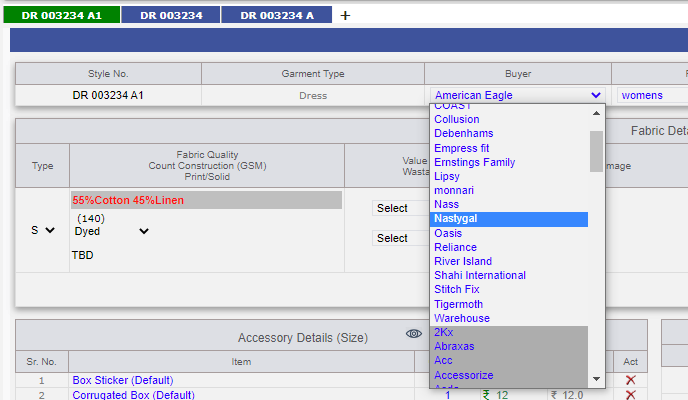 DR 003234 A1
DR 003234
DR 003234 A
+
Style No.
Garment Type
Buyer
DR 003234 A1
Dress
American Eagle
womens
COAST
Collusion
Debenhams
Empress fit
Ernstings Family
Lipsy
monnari
Nass
Nastygal
Oasis
Reliance
River Island
Shahi International
Stitch Fix
Tigermoth
Warehouse
2Kx
Abraxas
Acc
Accessorize
Fabric Deta
Type
Fabric Quality
Count Construction (GSM)
Print/Solid
Value
Wasta
mage
S
55%Cotton 45%Linen
(140)
Dyed
TBD
Select
Select
Accessory Details (Size)
Sr. No.
Item
Act
1
Box Sticker (Default)
2
Corrugated Box (Default)
1
₹ 12
₹ 12.0